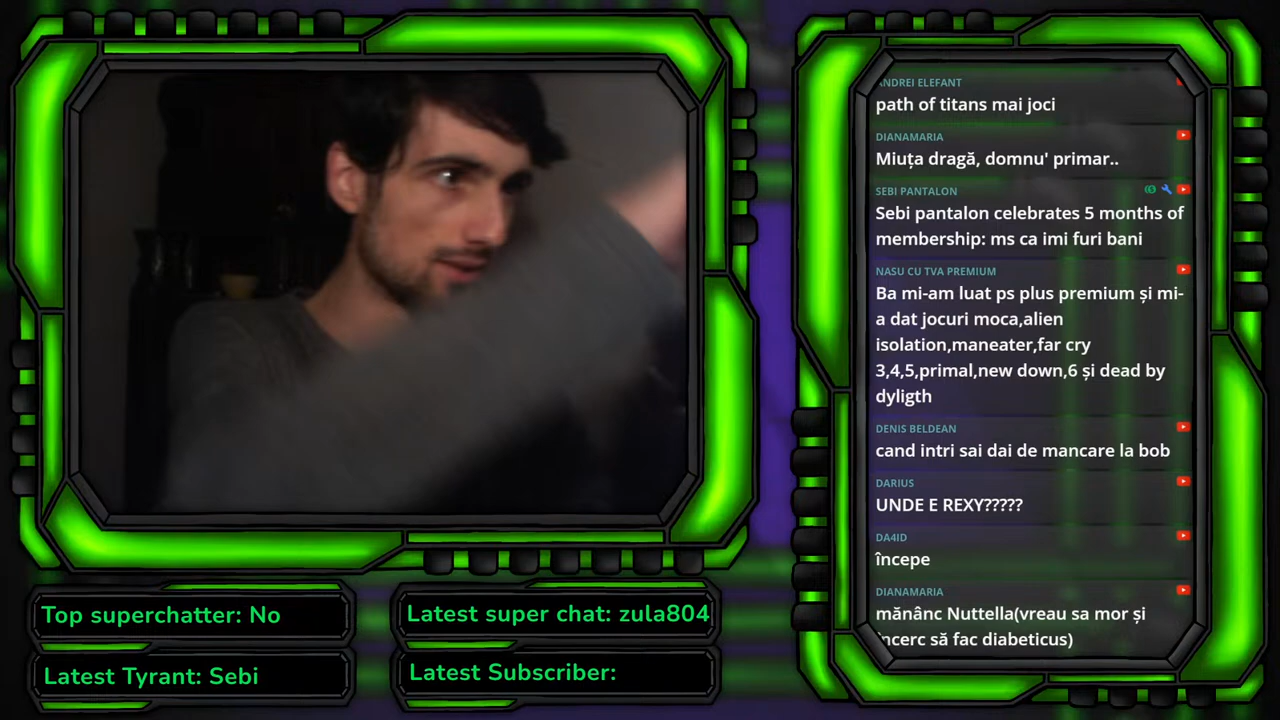 ANDREI ELEFANT
path of titans mai joci
DIANAMARIA
Miuța dragă, domnu' primar..
SEBI PANTALON
Sebi pantalon celebrates 5 months of
membership: ms ca imi furi bani
NASU CU TVA PREMIUM
Ba mi-am luat ps plus premium și mi-
a dat jocuri moca,alien
isolation,maneater,far cry
3,4,5,primal,new down,6 și dead by
dyligth
DENIS BELDEAN
cand intri sai dai de mancare la bob
DARIUS
UNDE E REXY?????
DA4ID
începe
DIANAMARIA
mănânc Nuttella(vreau sa mor și
încerc să fac diabeticus)
Top superchatter: No
Latest super chat: zula804
Latest Tyrant: Sebi
Latest Subscriber: